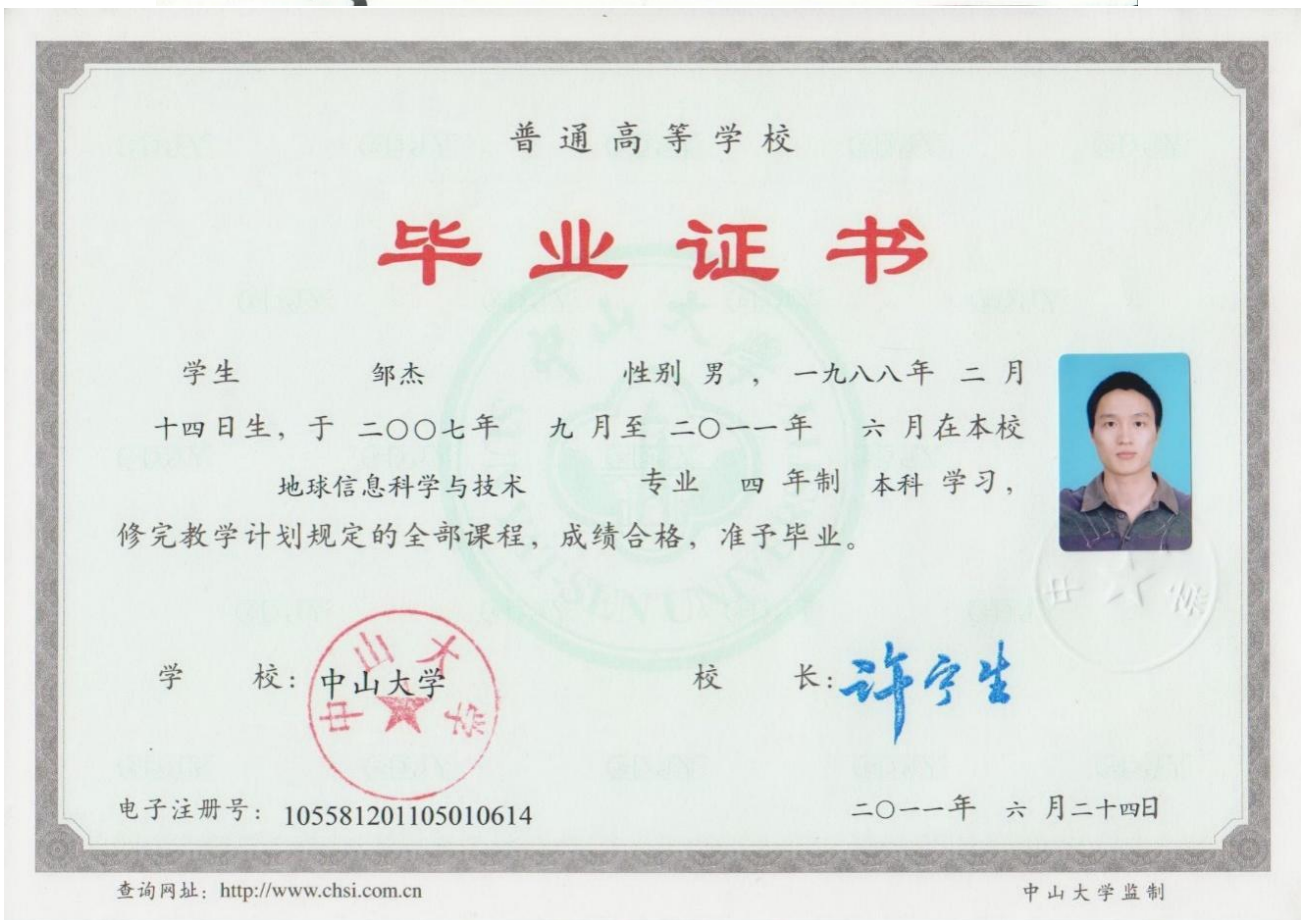 普通高等学校
毕业证书
学生 邹杰 性别 男 ，一九八八年 二 月
十四日生，于 二〇〇七年 九 月至 二〇一一年 六 月在本校
地球信息科学与技术 专业 四 年制 本科 学习，
修完教学计划规定的全部课程，成绩合格，准予毕业。
学 校：中山大学 校 长：许宁生
中山大学
电子注册号：105581201105010614 二〇一一年 六 月二十四日
查询网址：http://www.chsi.com.cn 中山大学监制